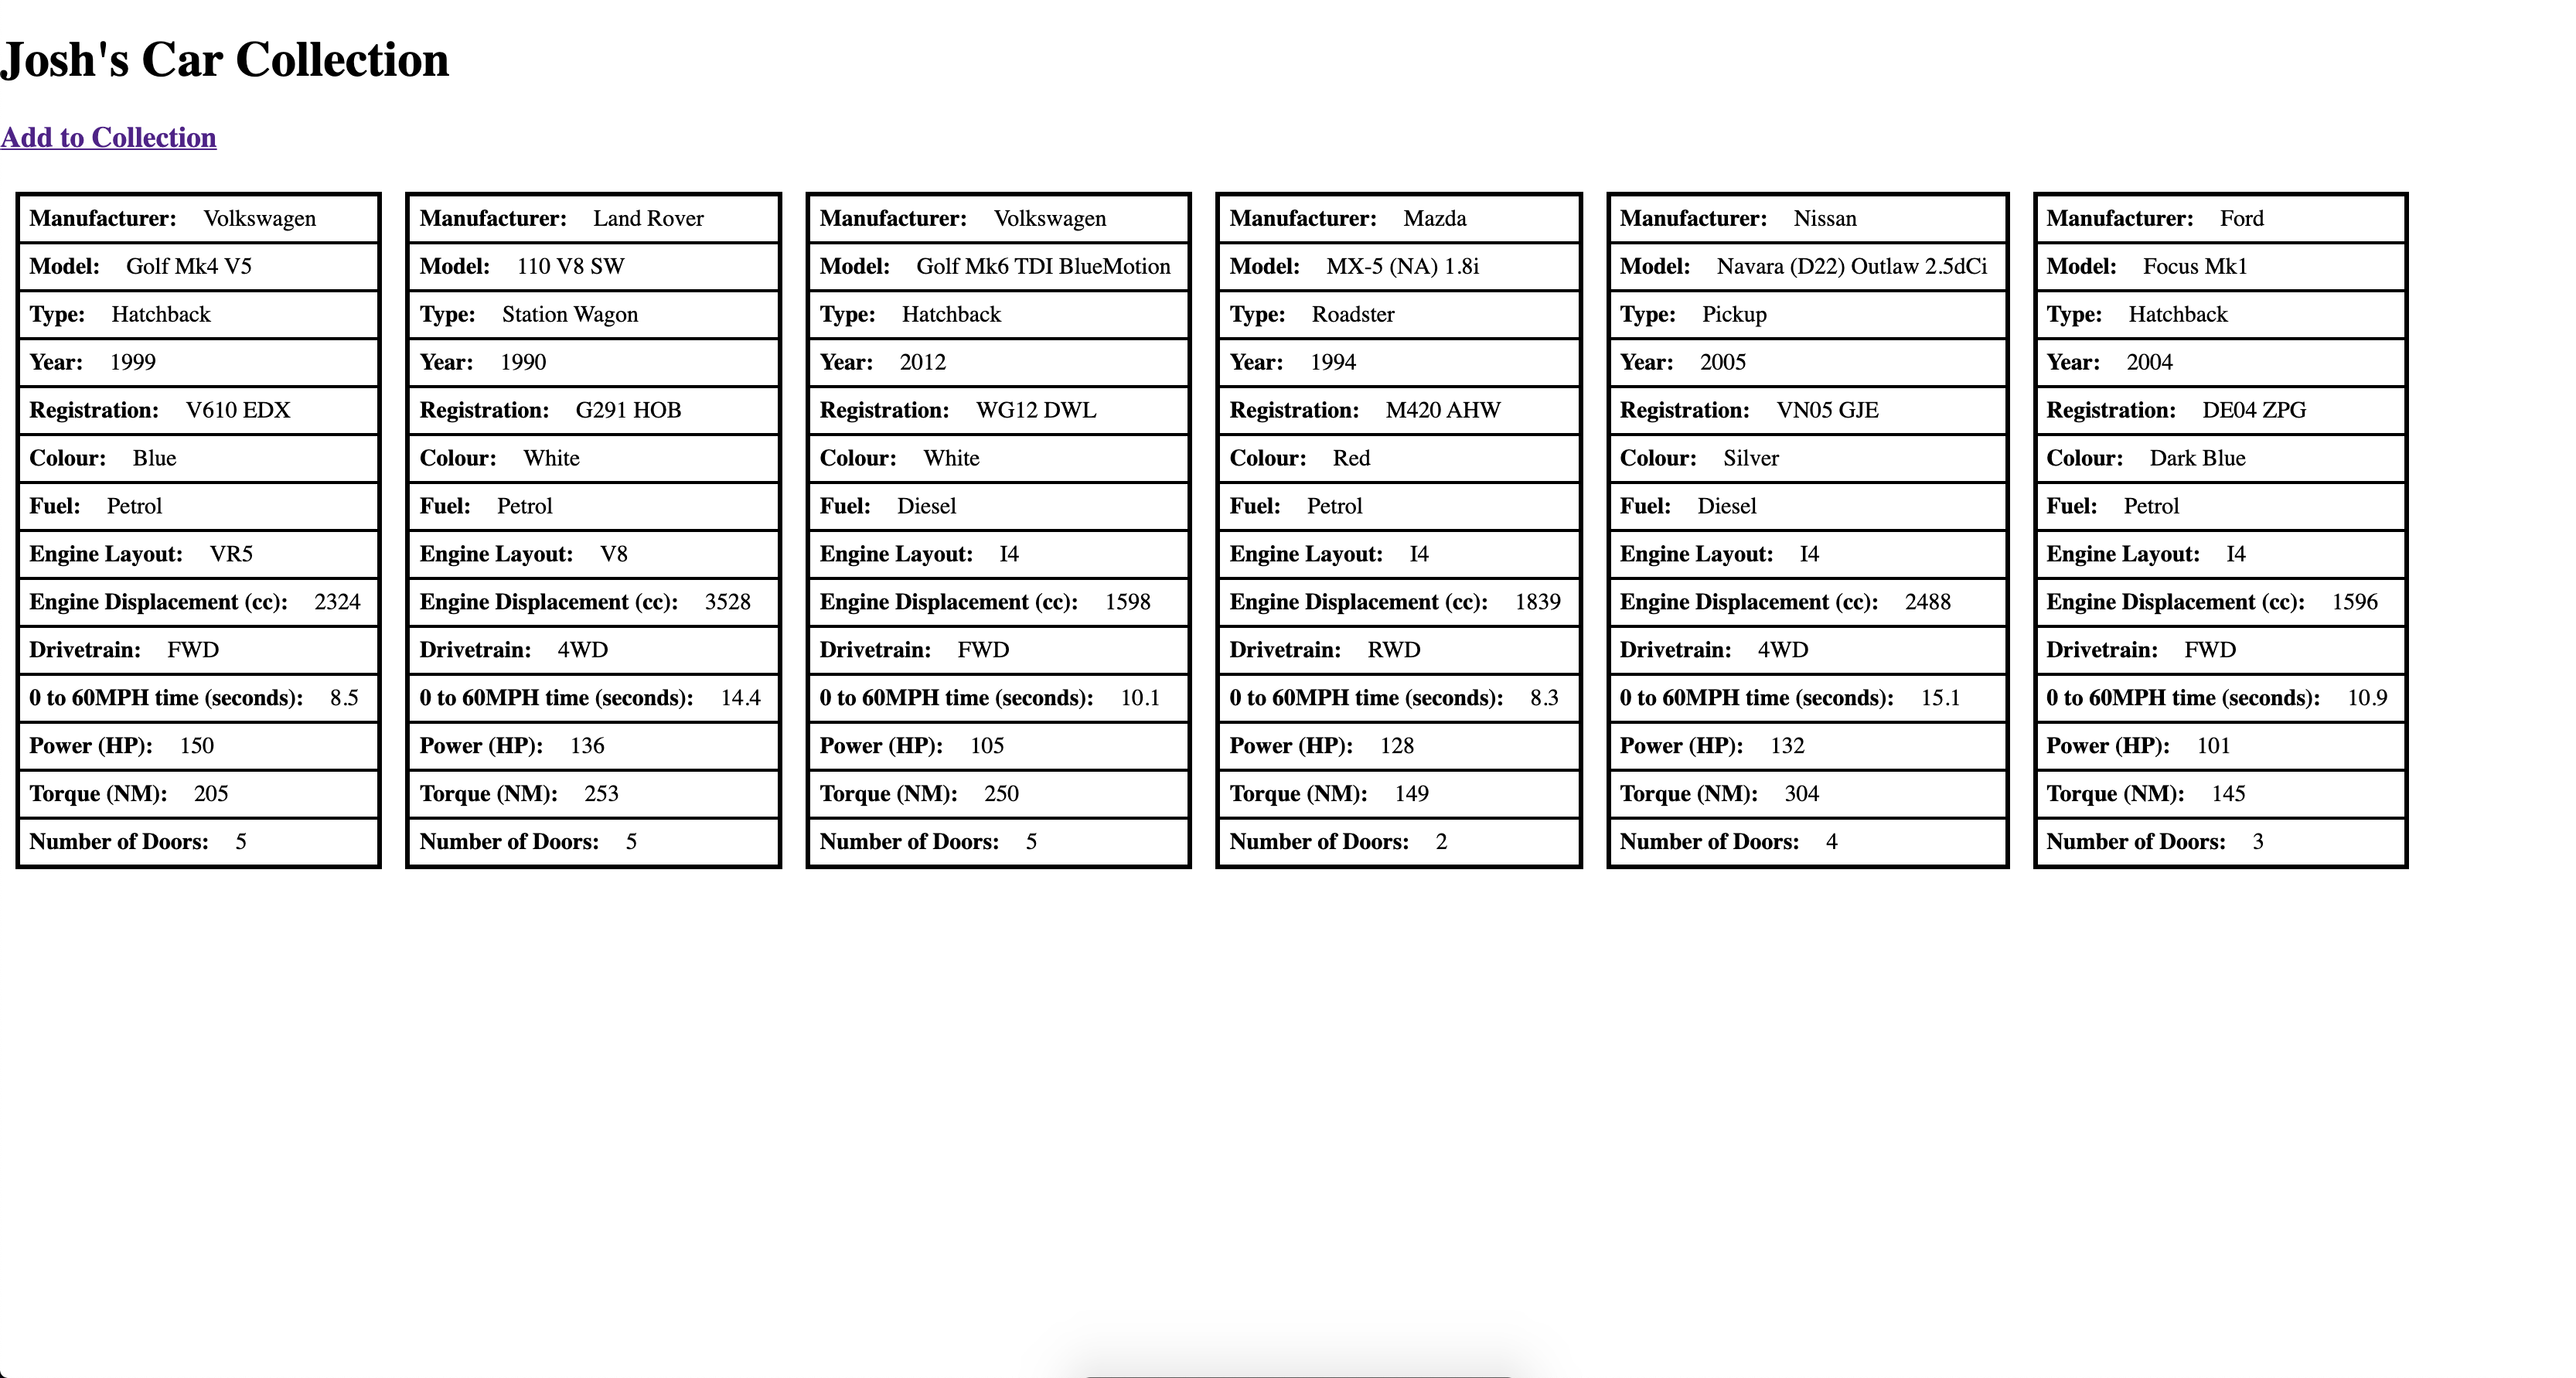 Josh's Car Collection
Add to Collection
Manufacturer: Volkswagen
Model: Golf Mk4 V5
Type: Hatchback
Year: 1999
Registration: V610 EDX
Colour: Blue
Fuel: Petrol
Engine Layout: VR5
Engine Displacement (cc): 2324
Drivetrain: FWD
0 to 60MPH time (seconds): 8.5
Power (HP): 150
Torque (NM): 205
Number of Doors: 5
Manufacturer: Land Rover
Model: 110 V8 SW
Type: Station Wagon
Year: 1990
Registration: G291 HOB
Colour: White
Fuel: Petrol
Engine Layout: V8
Engine Displacement (cc): 3528
Drivetrain: 4WD
0 to 60MPH time (seconds): 14.4
Power (HP): 136
Torque (NM): 253
Number of Doors: 5
Manufacturer: Volkswagen
Model: Golf Mk6 TDI BlueMotion
Type: Hatchback
Year: 2012
Registration: WG12 DWL
Colour: White
Fuel: Diesel
Engine Layout: I4
Engine Displacement (cc): 1598
Drivetrain: FWD
0 to 60MPH time (seconds): 10.1
Power (HP): 105
Torque (NM): 250
Number of Doors: 5
Manufacturer: Mazda
Model: MX-5 (NA) 1.8i
Type: Roadster
Year: 1994
Registration: M420 AHW
Colour: Red
Fuel: Petrol
Engine Layout: I4
Engine Displacement (cc): 1839
Drivetrain: RWD
0 to 60MPH time (seconds): 8.3
Power (HP): 128
Torque (NM): 149
Number of Doors: 2
Manufacturer: Nissan
Model: Navara (D22) Outlaw 2.5dCi
Type: Pickup
Year: 2005
Registration: VN05 GJE
Colour: Silver
Fuel: Diesel
Engine Layout: I4
Engine Displacement (cc): 2488
Drivetrain: 4WD
0 to 60MPH time (seconds): 15.1
Power (HP): 132
Torque (NM): 304
Number of Doors: 4
Manufacturer: Ford
Model: Focus Mk1
Type: Hatchback
Year: 2004
Registration: DE04 ZPG
Colour: Dark Blue
Fuel: Petrol
Engine Layout: I4
Engine Displacement (cc): 1596
Drivetrain: FWD
0 to 60MPH time (seconds): 10.9
Power (HP): 101
Torque (NM): 145
Number of Doors: 3